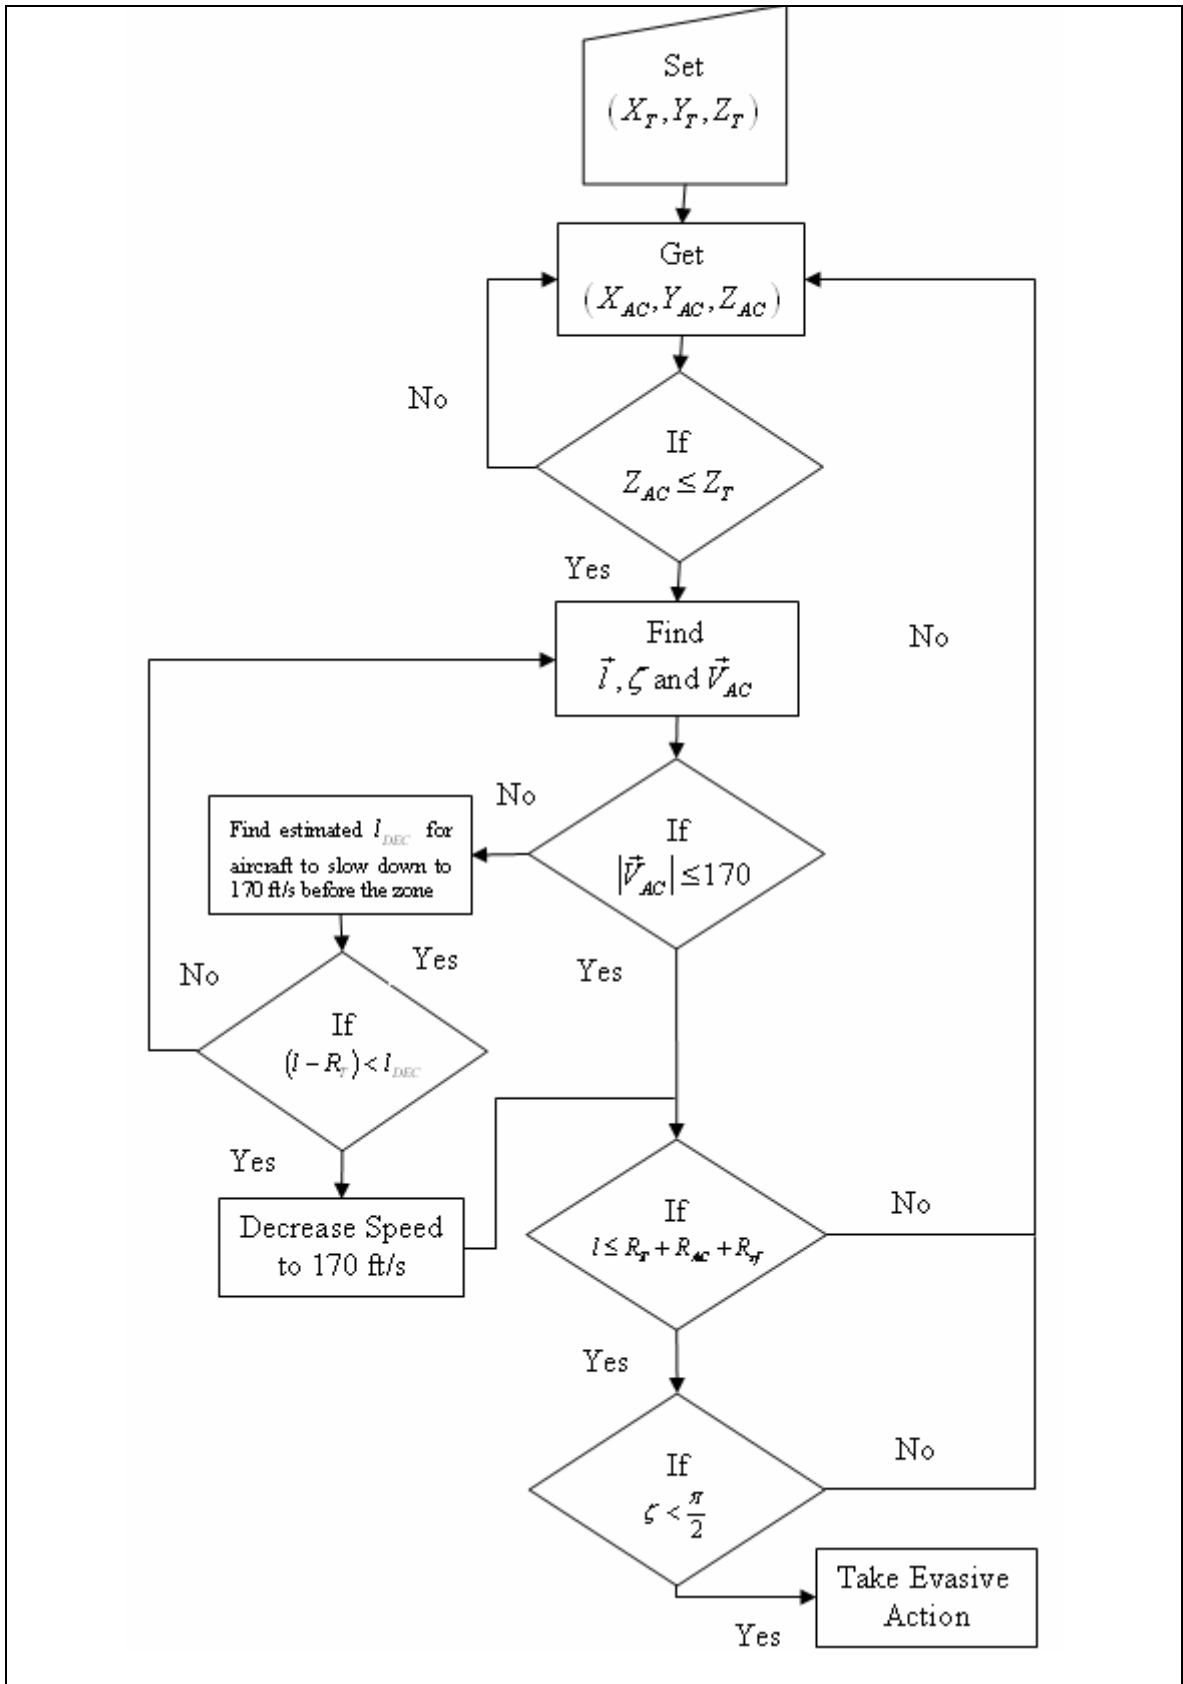 Set
(X_T, Y_T, Z_T)
Get
(X_AC, Y_AC, Z_AC)
No
If
Z_AC ≤ Z_T
Yes
Find
l⃗, ζ and V⃗_AC
No
No
Find estimated l_DEC for
aircraft to slow down to
170 ft/s before the zone
If
|V⃗_AC| ≤ 170
Yes
Yes
No
If
(l − R_T) < l_DEC
Yes
Decrease Speed
to 170 ft/s
If
l ≤ R_T + R_AC + R_sf
No
Yes
If
ζ < π/2
No
Take Evasive
Action
Yes